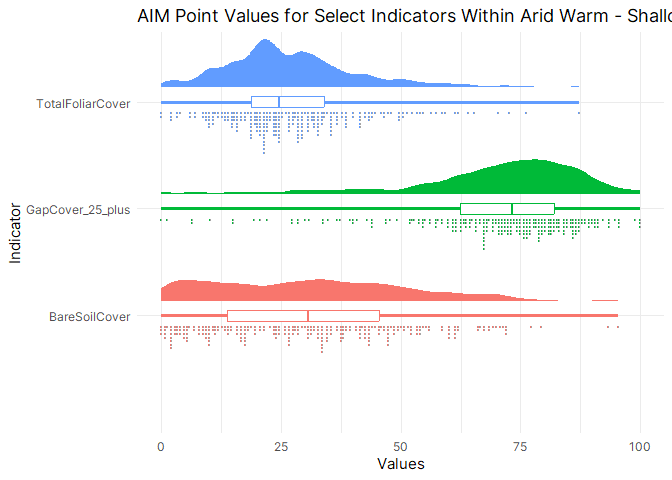 AIM Point Values for Select Indicators Within Arid Warm - Shallo
TotalFoliarCover
GapCover_25_plus
BareSoilCover
Indicator
0 25 50 75 100
Values